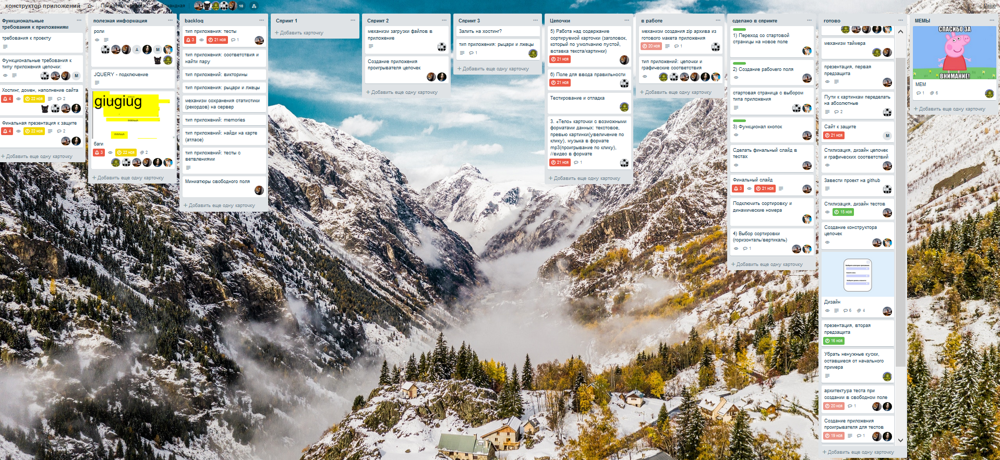 конструктор приложений
10
Меню
Функциональные
требования к приложениям
требования к проекту
Функциональные требования к
типу приложения цепочки:
M
Хостинг, домен, наполнение сайта
4
22 ноя
2
Финальная презентация к защите
4
22 ноя
2
+ Добавить еще одну карточку
полезная информация
роли
A
M
JQUERY - подключение
giugiug
баги
3
22 ноя
2
+ Добавить еще одну карточку
backlog
тип приложения: тесты
3
21 ноя
1
тип приложения: соответствия и
найти пару
тип приложений: викторины
тип приложения: рыцари и лжецы
механизм сохранения статистики
(рекордов) на сервер
тип приложений: memories
тип приложений: найди на карте
(атласе)
тип приложений: тесты с
ветвлениями
Миниатюры свободного поля
+ Добавить еще одну карточку
Спринт 1
+ Добавить карточку
Спринт 2
механизм загрузки файлов в
приложение
Создание приложения
проигрывателя цепочек
+ Добавить еще одну карточку
Спринт 3
Залить на хостинг?
тип приложения: рыцари и лжецы
1
+ Добавить еще одну карточку
Цепочки
5) Работа над содержание
сортируемой карточки (заголовок,
который по умолчанию пустой,
вставка текста/картинки)
21 ноя
6) Поле для ввода правильности
21 ноя
Тестирование и отладка
3. «Тело» карточки с возможными
форматами данных: текстовое,
превью картинки(увеличение по
клику), музыка в формате
mp3(проигрывание по клику),
//видео в формате
21 ноя
1
+ Добавить еще одну карточку
в работе
механизм создания zip архива из
готового макета приложения
20 ноя
1
тип приложений: цепочки и
графические соответствия
+ Добавить еще одну карточку
сделано в спринте
1) Переход со стартовой
страницы на новое поле
2) Создание рабочего поля
стартовая страница с выбором
типа приложения
3) Функционал кнопок
Сделать финальный слайд в
тестах
Финальный слайд
3
21 ноя
Подключить сортировку и
динамические номера
4) Выбор сортировки
(горизонталь/вертикаль)
1
+ Добавить еще одну карточку
готово
механизм таймера
презентация, первая
предзащита
Пути к картинкам переделать
на абсолютные
2
Сайт к защите
21 ноя
M
Стилизация, дизайн цепочек
и графических соответствий
Завести проект на github
Стилизация, дизайн тестов
15 ноя
Создание конструктора
цепочек
Дизайн
6
4
презентация, вторая
предзащита
16 ноя
Убрать ненужные куски,
оставшиеся от начального
примера
архитектура теста при
создании в свободном поле
20 ноя
1
Создание приложения
проигрывателя для тестов
19 ноя
1
+ Добавить еще одну карточку
МЕМЫ
СПАСИБО ЗА
ВНИМАНИЕ!
МЕМ
1
6
+ Добавить еще одну карточку